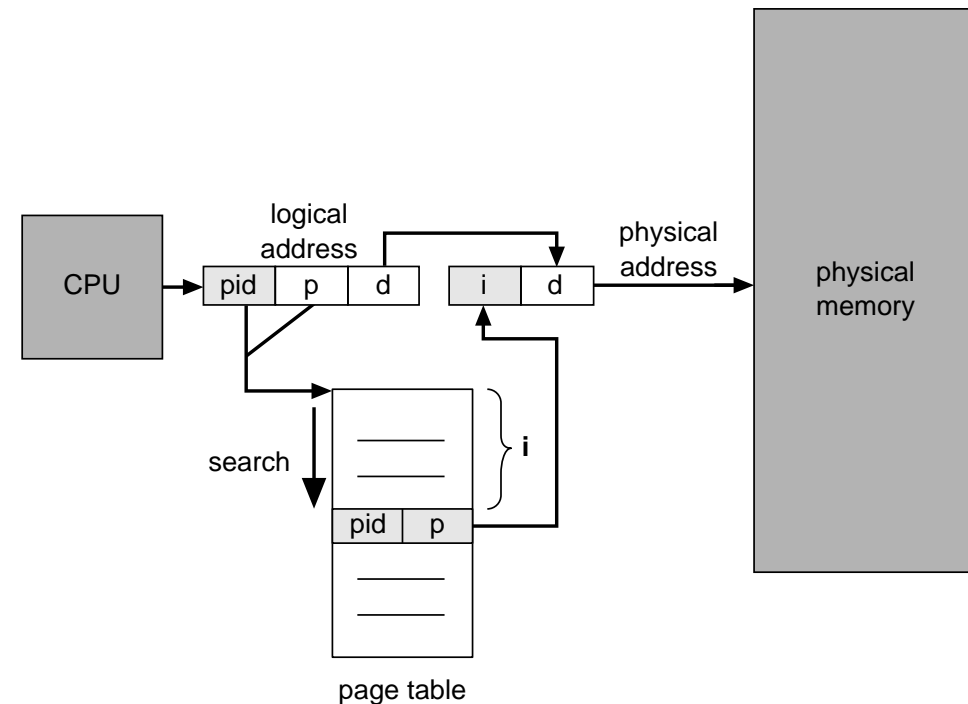 logical
address
physical
address
CPU
pid p d
i d
physical
memory
search
i
pid p
page table